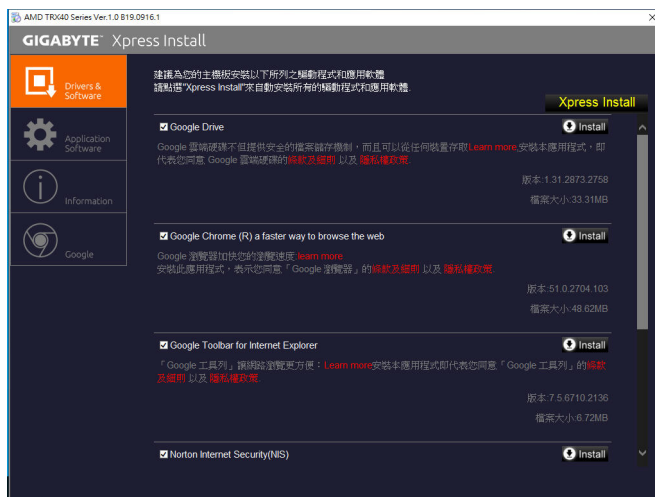 AMD TRX40 Series Ver.1.0 B19.0916.1
GIGABYTE™ Xpress Install
Drivers &
Software
Application
Software
Information
Google
建議為您的主機板安裝以下所列之驅動程式和應用軟體
請點選"Xpress Install"來自動安裝所有的驅動程式和應用軟體.
Xpress Install
Google Drive
Install
Google 雲端硬碟不但提供安全的檔案儲存機制，而且可以從任何裝置存取Learn more,安裝本應用程式，即
代表您同意 Google 雲端硬碟的條款及細則 以及 隱私權政策.
版本:1.31.2873.2758
檔案大小:33.31MB
Google Chrome (R) a faster way to browse the web
Install
Google 瀏覽器加快您的瀏覽速度:learn more
安裝此應用程式，表示您同意「Google 瀏覽器」的條款及細則 以及 隱私權政策.
版本:51.0.2704.103
檔案大小:48.62MB
Google Toolbar for Internet Explorer
Install
「Google 工具列」讓網路瀏覽更方便：Learn more安裝本應用程式即代表您同意「Google 工具列」的條款
及細則 以及 隱私權政策.
版本:7.5.6710.2136
檔案大小:6.72MB
Norton Internet Security(NIS)
Install